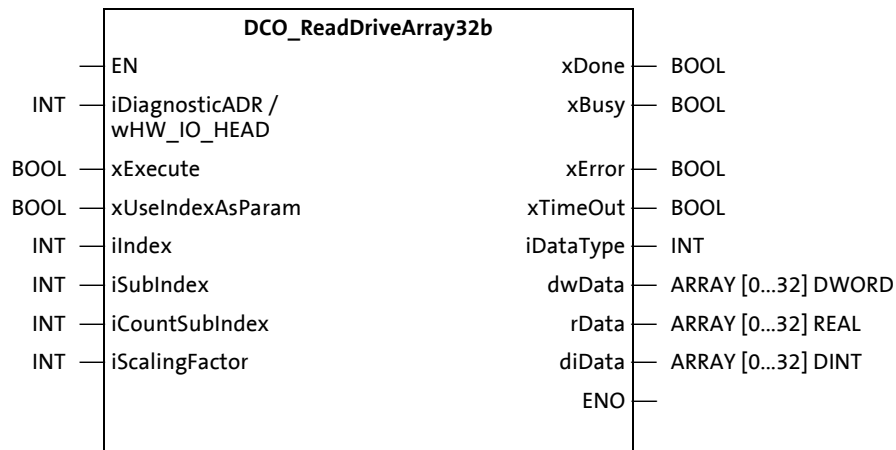 DCO_ReadDriveArray32b
EN xDone BOOL
INT iDiagnosticADR / xBusy BOOL
wHW_IO_HEAD
BOOL xExecute xError BOOL
BOOL xUseIndexAsParam xTimeOut BOOL
INT iIndex iDataType INT
INT iSubIndex dwData ARRAY [0...32] DWORD
INT iCountSubIndex rData ARRAY [0...32] REAL
INT iScalingFactor diData ARRAY [0...32] DINT
ENO